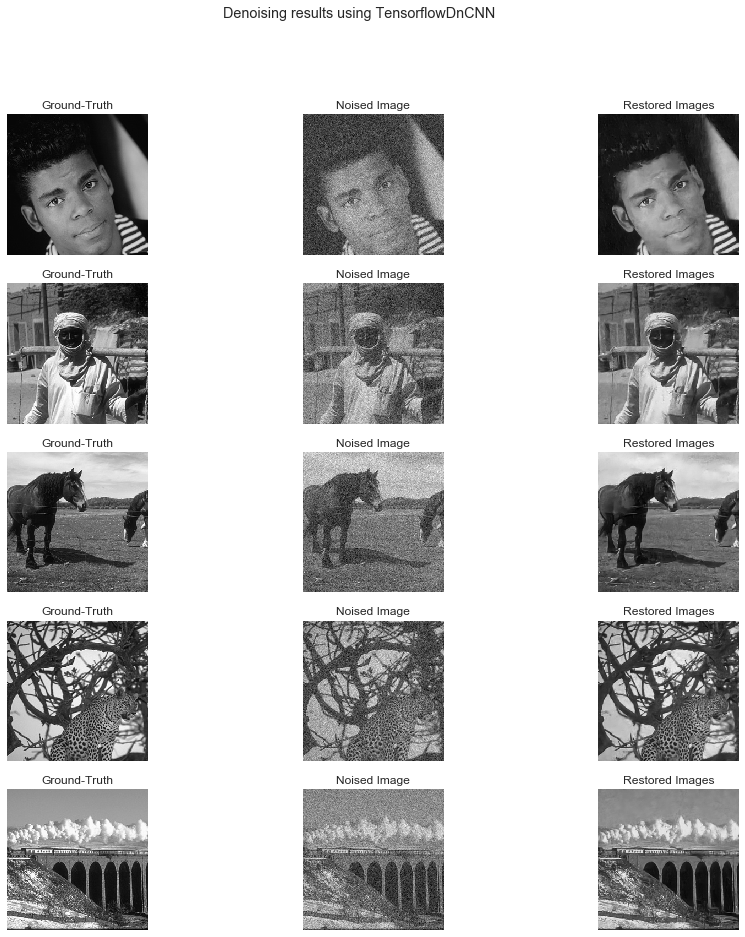 Denoising results using TensorflowDnCNN
Ground-Truth
Noised Image
Restored Images
Ground-Truth
Noised Image
Restored Images
Ground-Truth
Noised Image
Restored Images
Ground-Truth
Noised Image
Restored Images
Ground-Truth
Noised Image
Restored Images